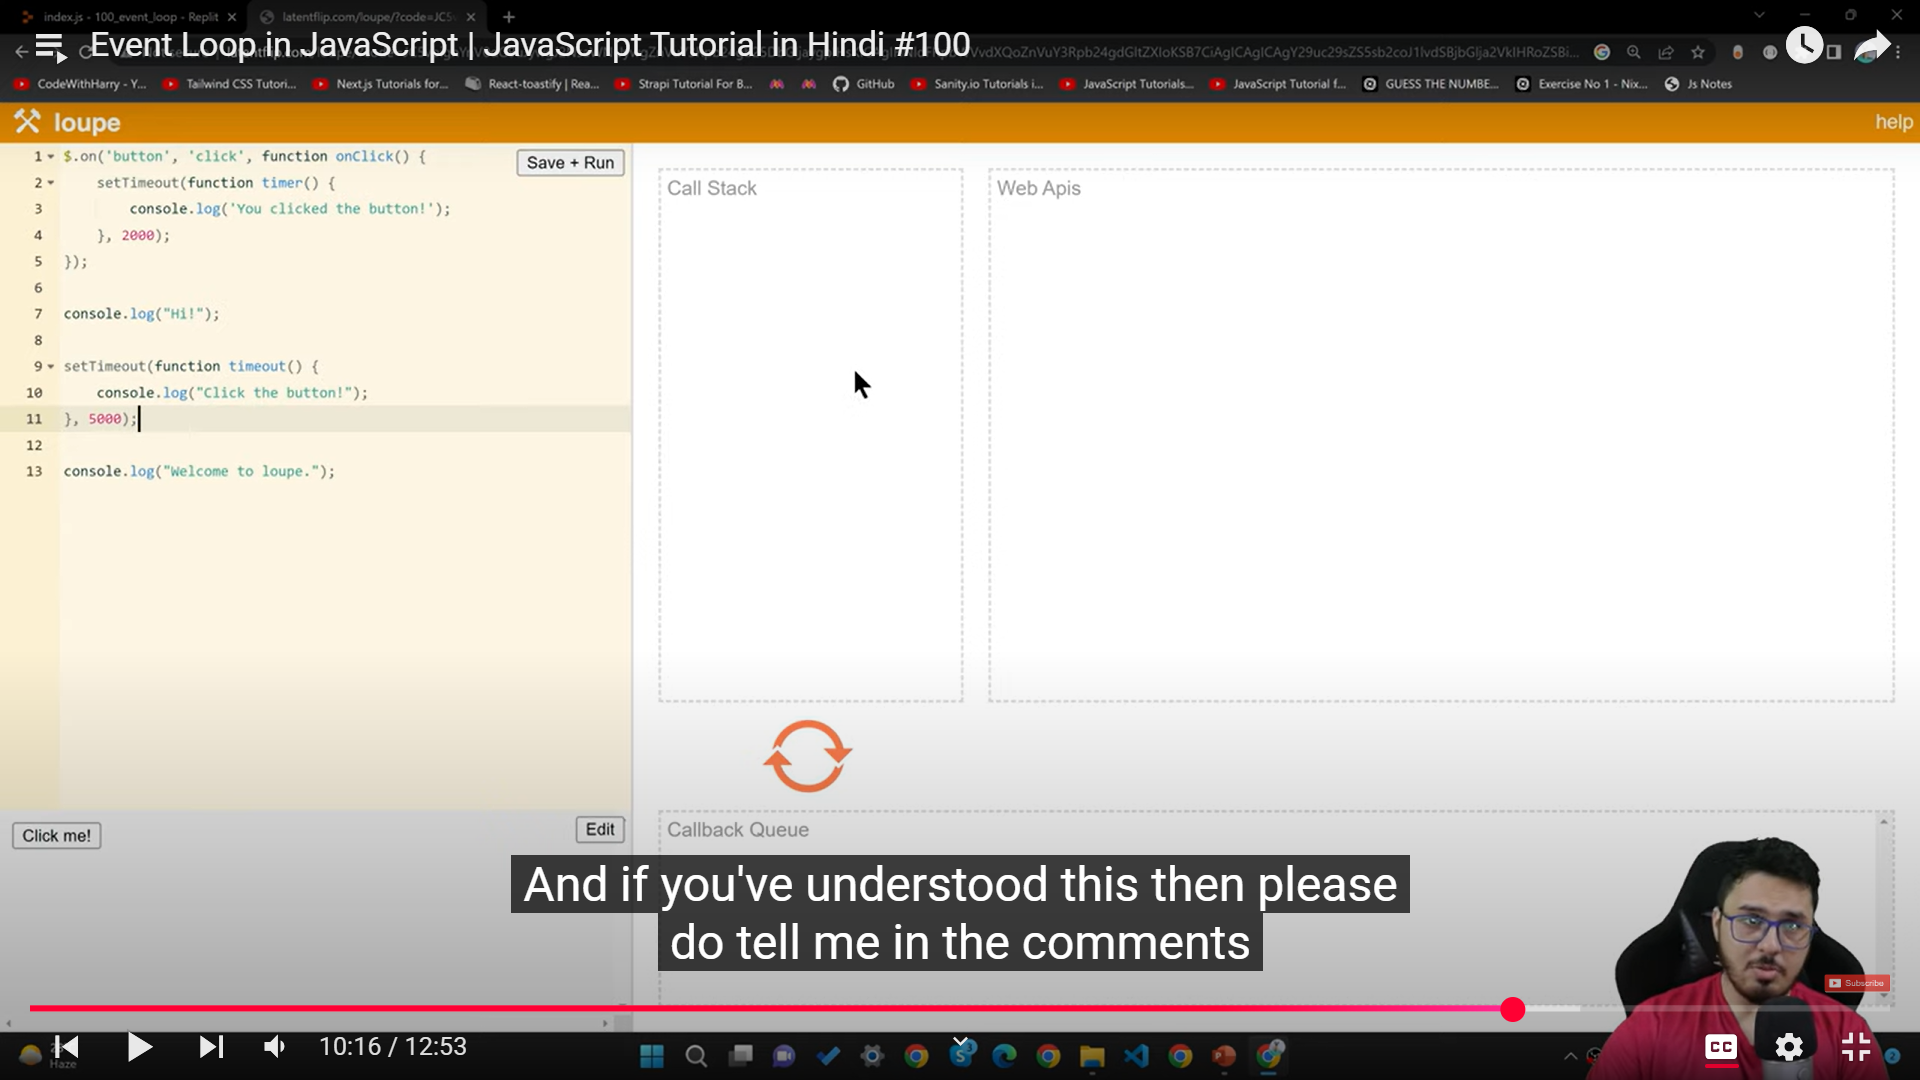 index.js - 100_event_loop - Replit
latentflip.com/loupe/?code=JC5
Event Loop in JavaScript | JavaScript Tutorial in Hindi #100
CodeWithHarry - Y...
Tailwind CSS Tutori...
Next.js Tutorials for...
React-toastify | Rea...
Strapi Tutorial For B...
GitHub
Sanity.io Tutorials i...
JavaScript Tutorials...
JavaScript Tutorial f...
GUESS THE NUMBE...
Exercise No 1 - Nix...
Js Notes
loupe
help
Save + Run
1 $.on('button', 'click', function onClick() {
2 setTimeout(function timer() {
3 console.log('You clicked the button!');
4 }, 2000);
5 });
6
7 console.log("Hi!");
8
9 setTimeout(function timeout() {
10 console.log("Click the button!");
11 }, 5000);
12
13 console.log("Welcome to loupe.");
Call Stack
Web Apis
Click me!
Edit
Callback Queue
And if you've understood this then please
do tell me in the comments
Subscribe
10:16 / 12:53
Haze
CC